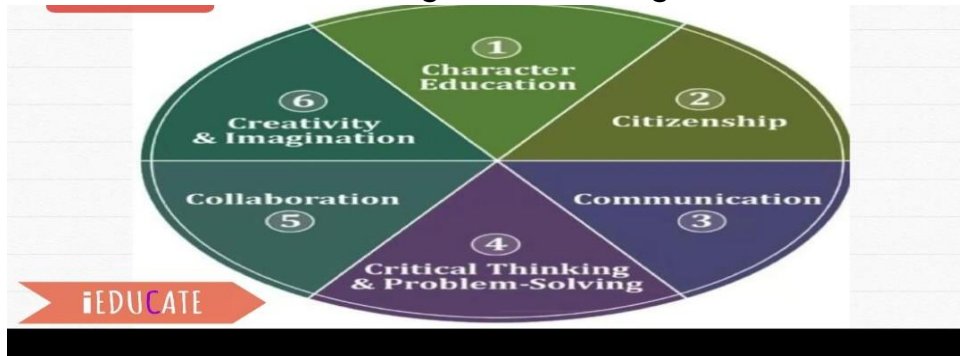 1
Character
Education
2
Citizenship
Communication
3
4
Critical Thinking
& Problem-Solving
Collaboration
5
6
Creativity
& Imagination
iEDUCATE